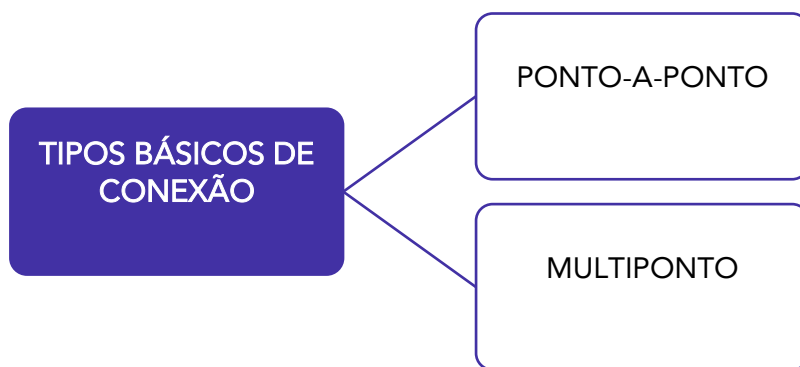 TIPOS BÁSICOS DE
CONEXÃO
PONTO-A-PONTO
MULTIPONTO